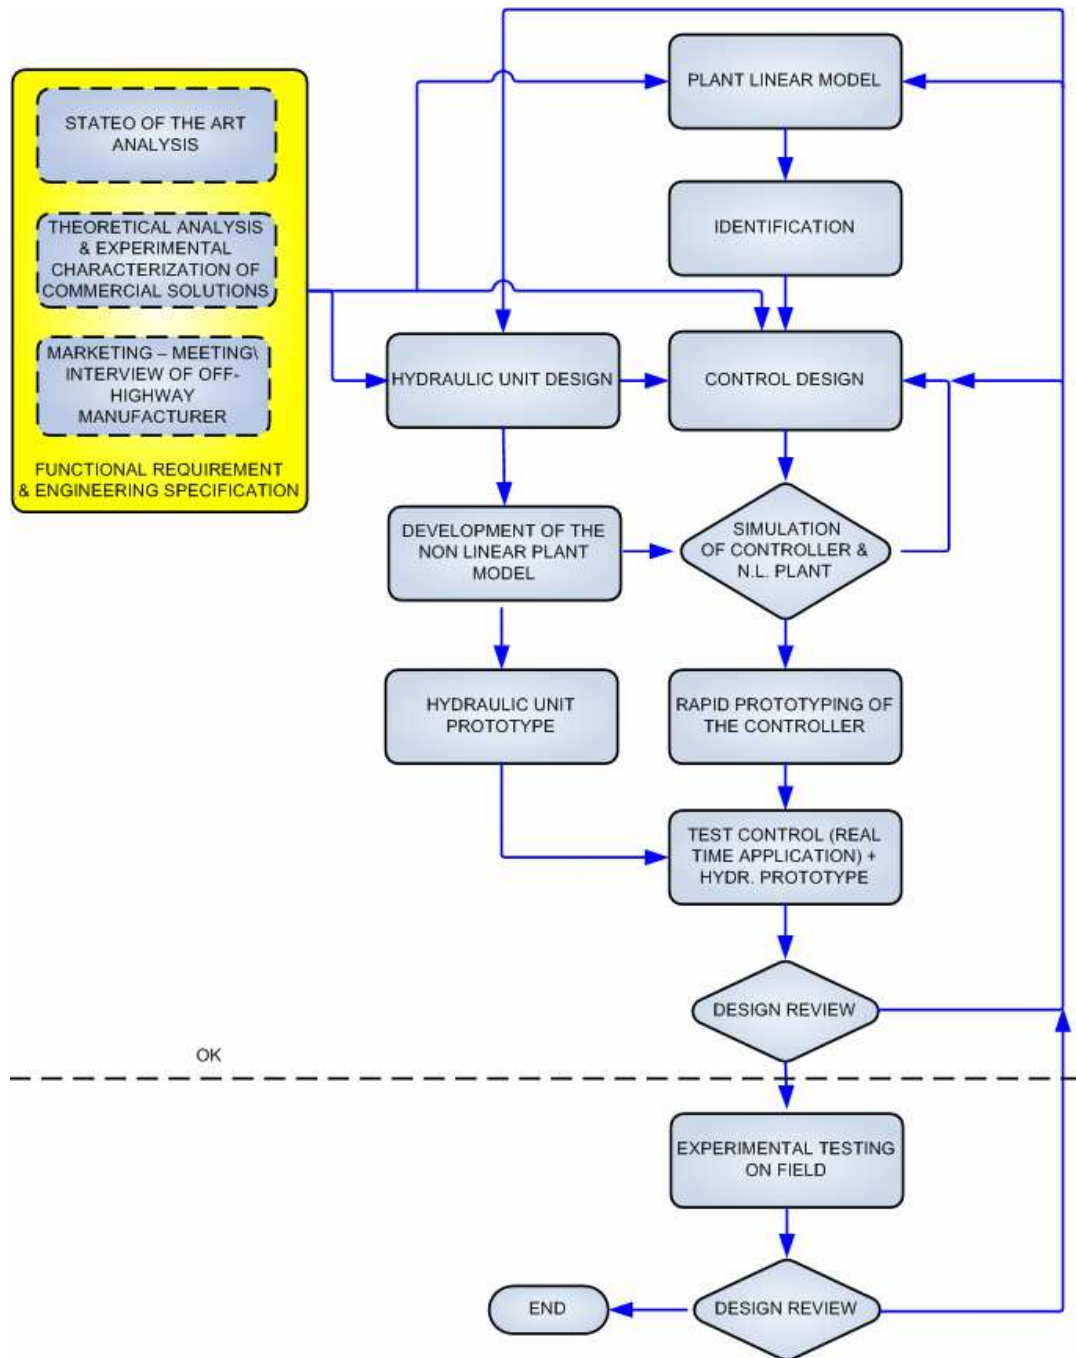 STATEO OF THE ART
ANALYSIS
THEORETICAL ANALYSIS
& EXPERIMENTAL
CHARACTERIZATION OF
COMMERCIAL SOLUTIONS
MARKETING – MEETING\
INTERVIEW OF OFF-
HIGHWAY
MANUFACTURER
FUNCTIONAL REQUIREMENT
& ENGINEERING SPECIFICATION
PLANT LINEAR MODEL
IDENTIFICATION
HYDRAULIC UNIT DESIGN
CONTROL DESIGN
DEVELOPMENT OF THE
NON LINEAR PLANT
MODEL
SIMULATION
OF CONTROLLER &
N.L. PLANT
HYDRAULIC UNIT
PROTOTYPE
RAPID PROTOTYPING OF
THE CONTROLLER
TEST CONTROL (REAL
TIME APPLICATION) +
HYDR. PROTOTYPE
DESIGN REVIEW
OK
EXPERIMENTAL TESTING
ON FIELD
END
DESIGN REVIEW